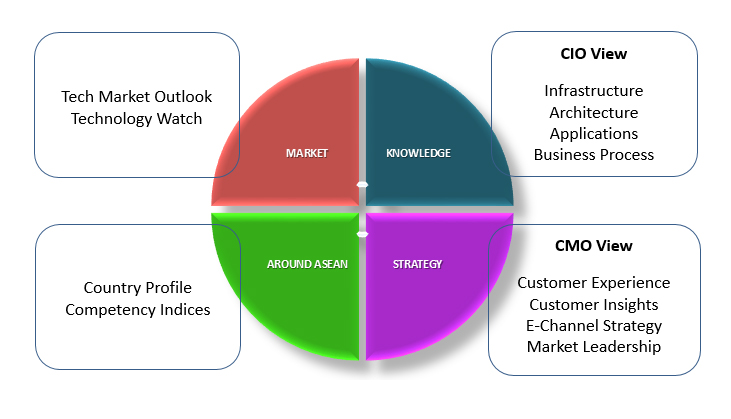 Tech Market Outlook
Technology Watch
MARKET
KNOWLEDGE
CIO View
Infrastructure
Architecture
Applications
Business Process
Country Profile
Competency Indices
AROUND ASEAN
STRATEGY
CMO View
Customer Experience
Customer Insights
E-Channel Strategy
Market Leadership